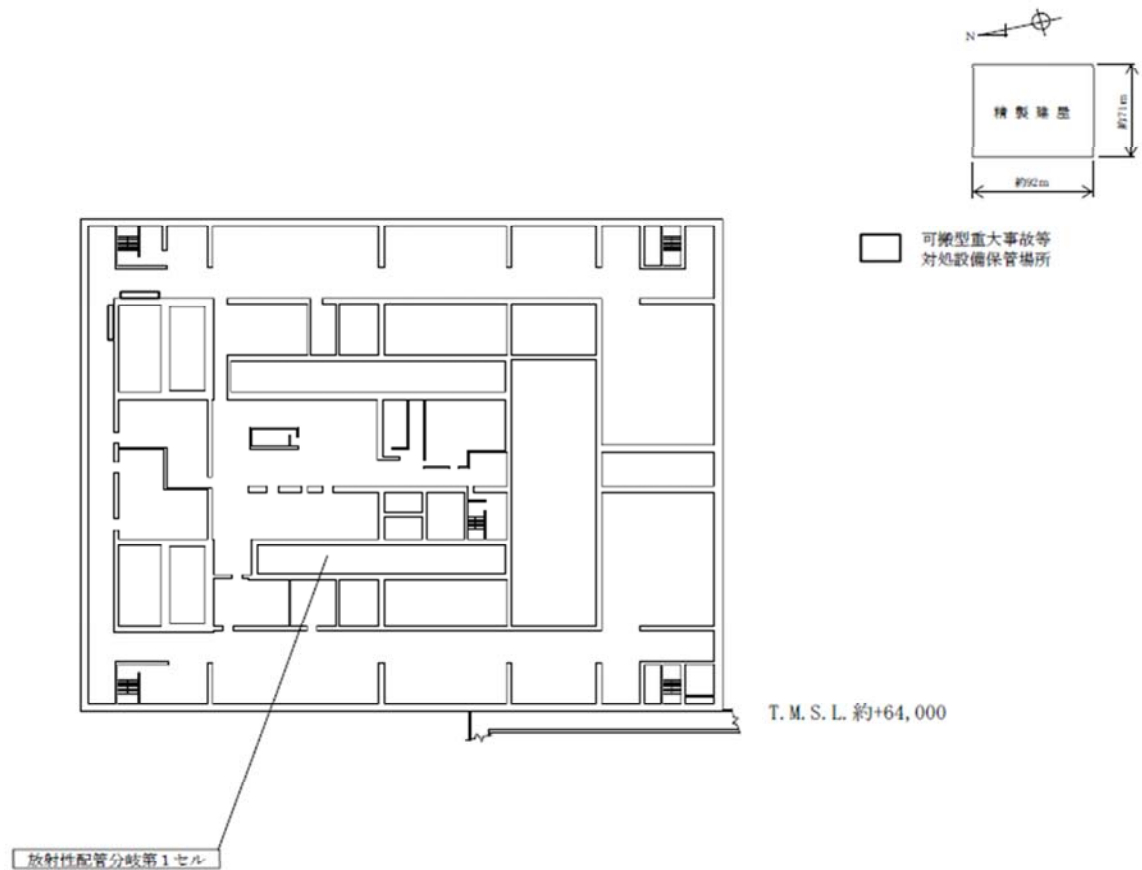 N
精製建屋
約71m
約92m
可搬型重大事故等
対処設備保管場所
T.M.S.L.約+64,000
放射性配管分岐第1セル